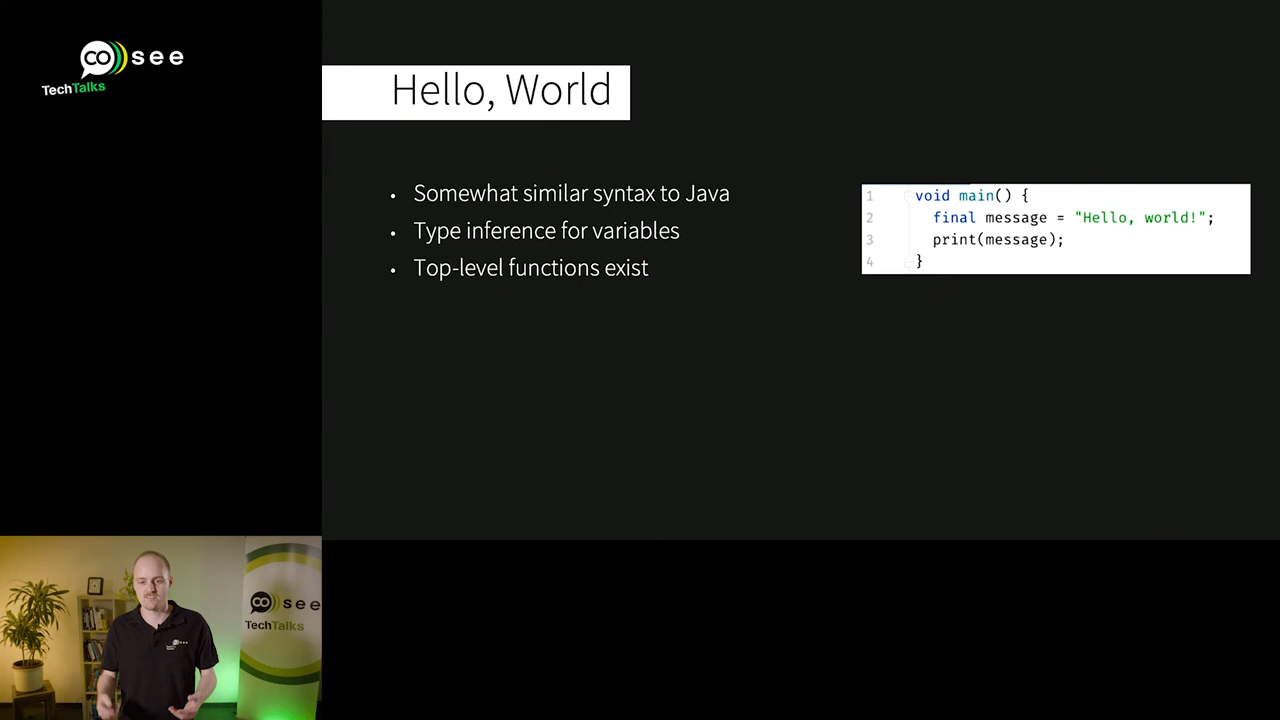 co see
TechTalks
Hello, World
• Somewhat similar syntax to Java
• Type inference for variables
• Top-level functions exist
1 void main() {
2 final message = "Hello, world!";
3 print(message);
4 }
co see
TechTalks
see